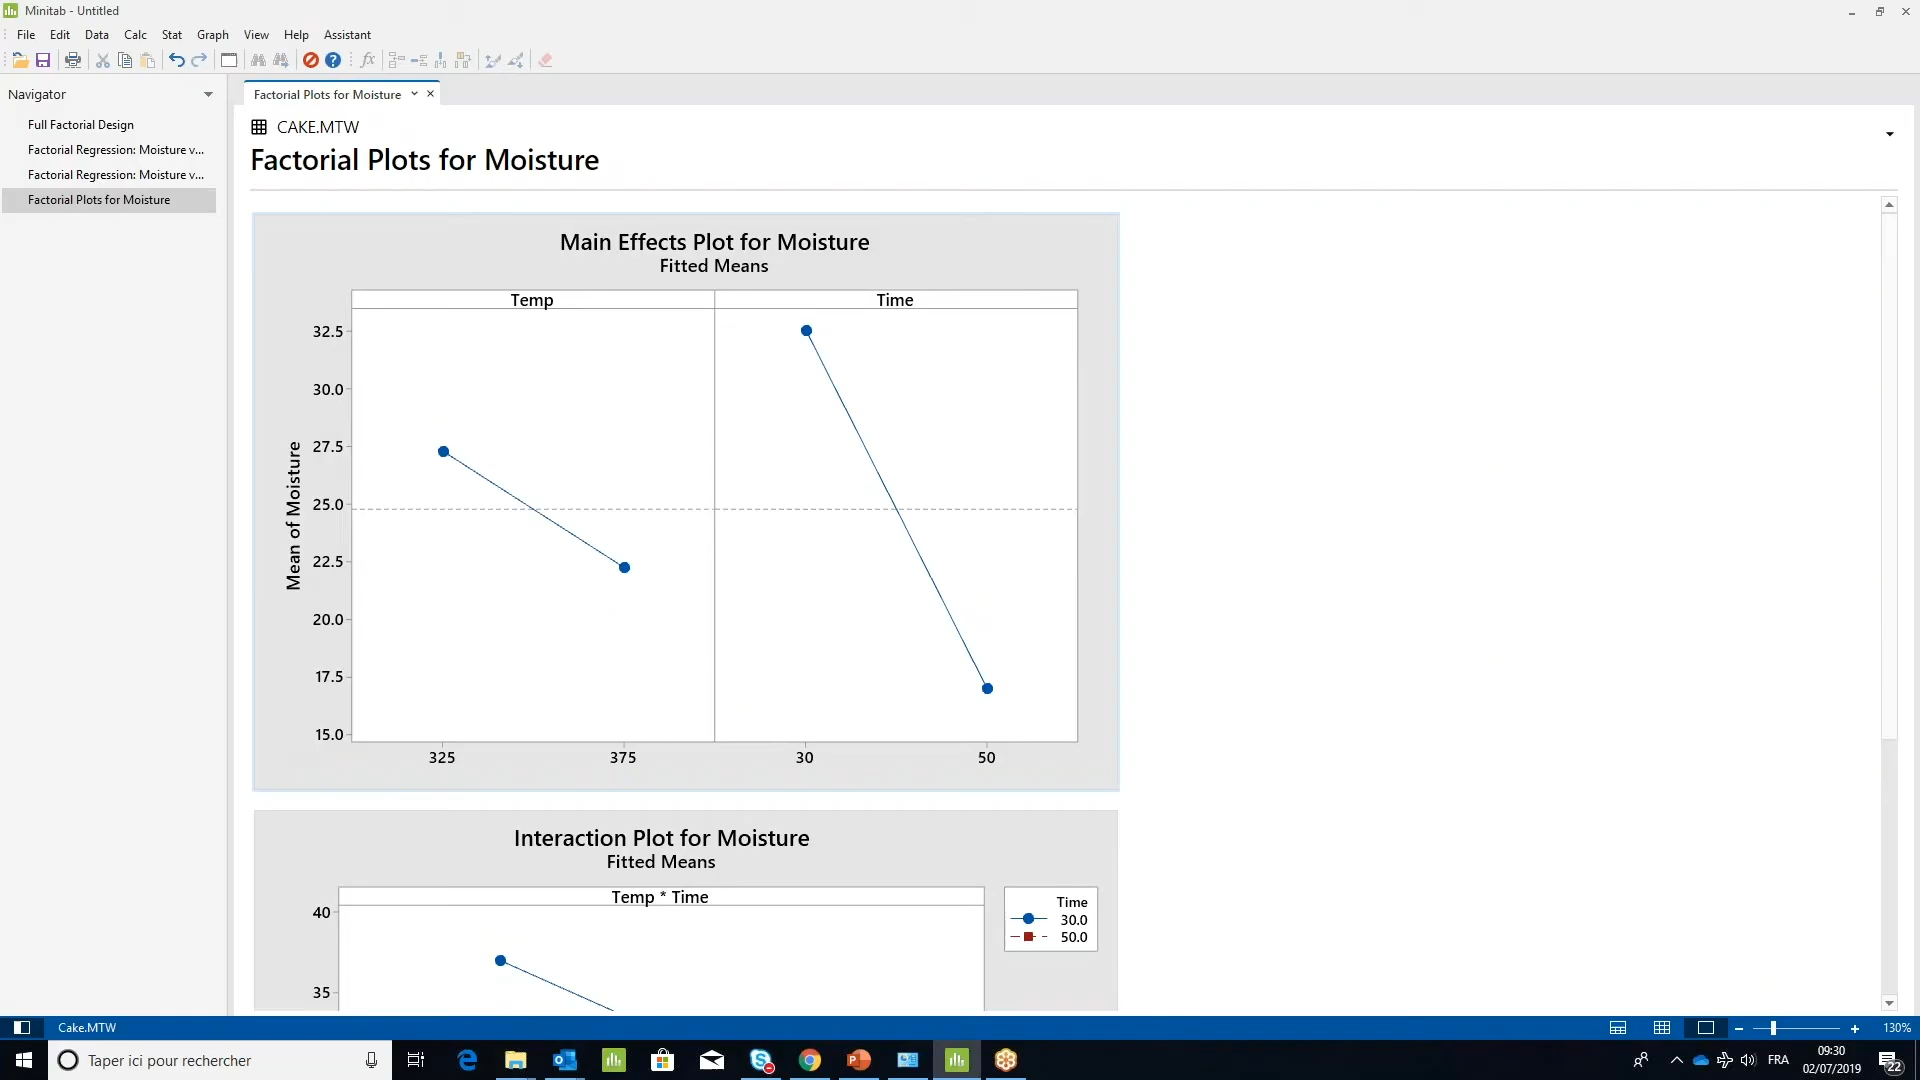 Minitab - Untitled
File Edit Data Calc Stat Graph View Help Assistant
Navigator
Full Factorial Design
Factorial Regression: Moisture v...
Factorial Regression: Moisture v...
Factorial Plots for Moisture
Factorial Plots for Moisture
CAKE.MTW
Factorial Plots for Moisture
Main Effects Plot for Moisture
Fitted Means
Temp Time
Mean of Moisture
32.5
30.0
27.5
25.0
22.5
20.0
17.5
15.0
325 375 30 50
Interaction Plot for Moisture
Fitted Means
Temp * Time
40
35
Time
30.0
50.0
Cake.MTW
130%
Taper ici pour rechercher
FRA
09:30
02/07/2019
22